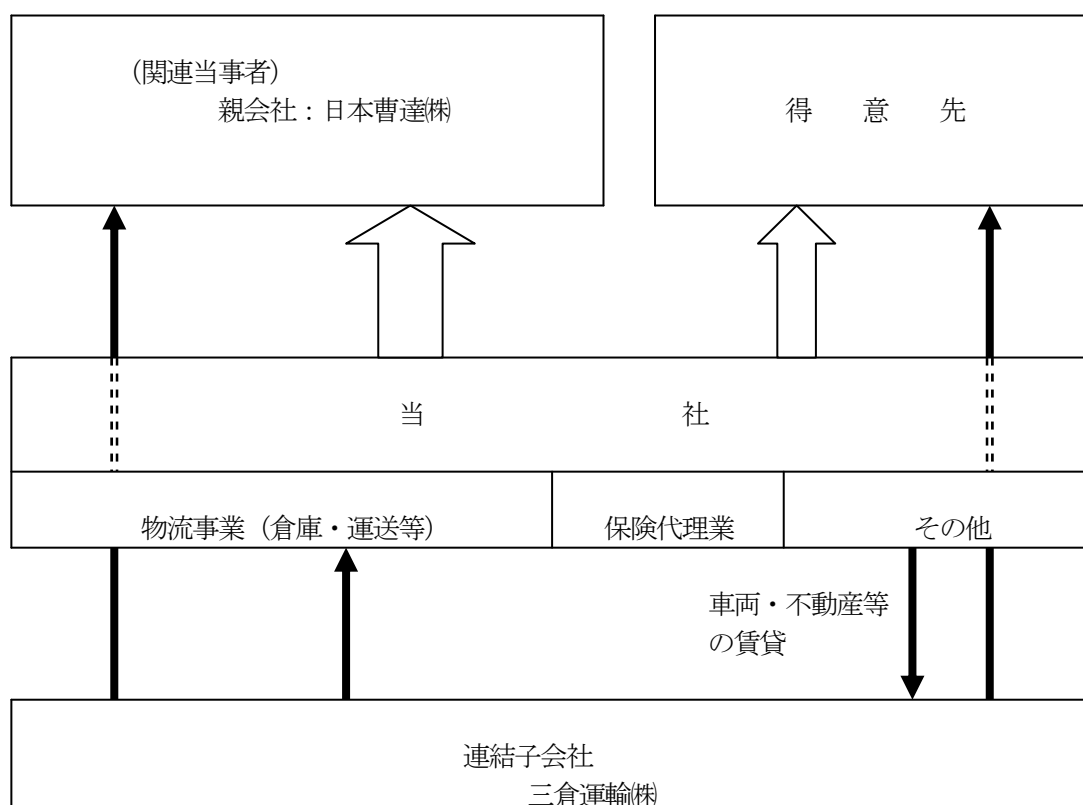 (関連当事者)
親会社:日本曹達㈱
得意先
当社
物流事業(倉庫・運送等)
保険代理業
その他
車両・不動産等
の賃貸
連結子会社
三倉運輸㈱